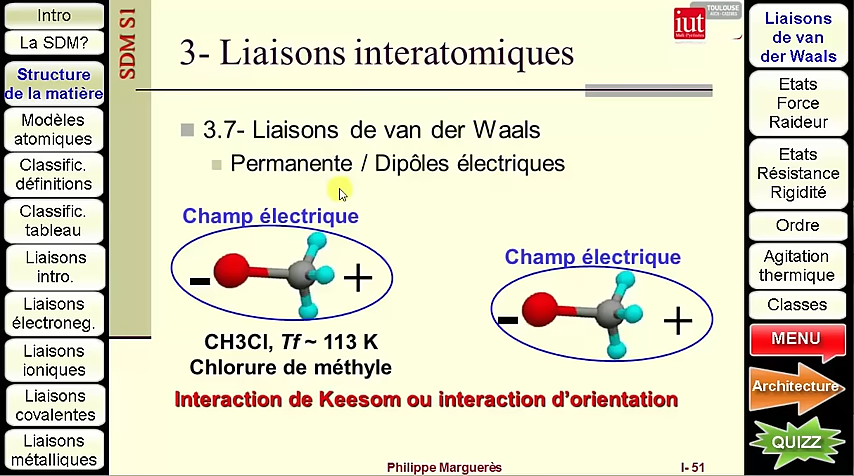 Intro
La SDM?
Structure
de la matière
Modèles
atomiques
Classific.
définitions
Classific.
tableau
Liaisons
intro.
Liaisons
électroneg.
Liaisons
ioniques
Liaisons
covalentes
Liaisons
métalliques
SDM S1
iut
TOULOUSE
3- Liaisons interatomiques
3.7- Liaisons de van der Waals
Permanente / Dipôles électriques
Champ électrique
- +
CH3Cl, Tf ~ 113 K
Chlorure de méthyle
Champ électrique
- +
Interaction de Keesom ou interaction d'orientation
Philippe Marguerès
I- 51
Liaisons
de van
der Waals
Etats
Force
Raideur
Etats
Résistance
Rigidité
Ordre
Agitation
thermique
Classes
MENU
Architecture
QUIZZ